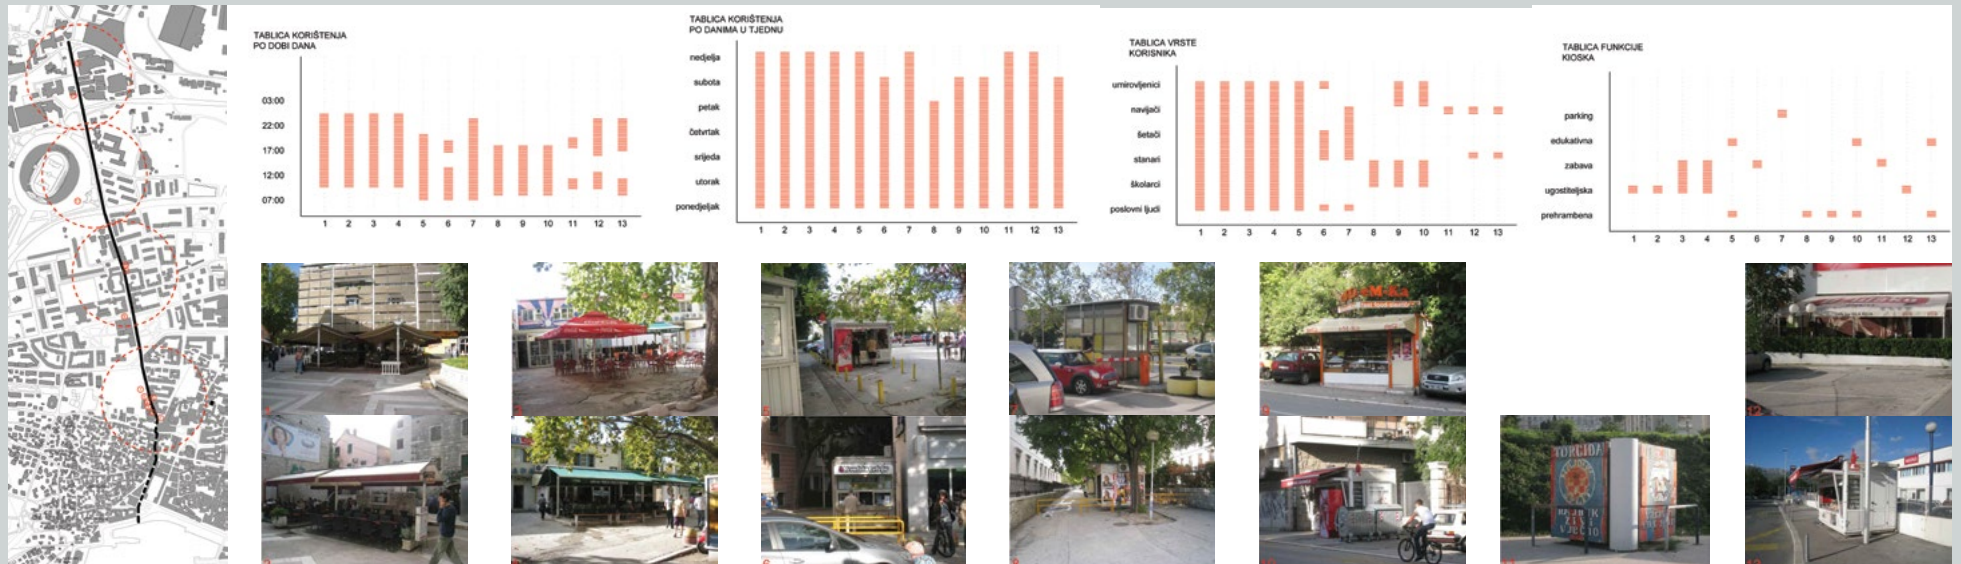 TABLICA KORIŠTENJA
PO DOBI DANA
03:00
22:00
17:00
12:00
07:00
1 2 3 4 5 6 7 8 9 10 11 12 13
TABLICA KORIŠTENJA
PO DANIMA U TJEDNU
nedjelja
subota
petak
četvrtak
srijeda
utorak
ponedjeljak
1 2 3 4 5 6 7 8 9 10 11 12 13
TABLICA VRSTE
KORISNIKA
umirovljenici
navijači
šetači
stanari
školarci
poslovni ljudi
1 2 3 4 5 6 7 8 9 10 11 12 13
TABLICA FUNKCIJE
KIOSKA
parking
edukativna
zabava
ugostiteljska
prehrambena
1 2 3 4 5 6 7 8 9 10 11 12 13
5
7
9
12
TORCIDA
VJEČIO